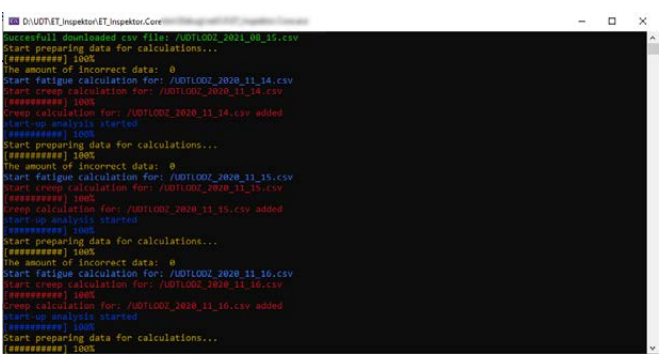 D:\UDT\ET_Inspektor\ET_Inspektor.Core
Succesfull downloaded csv file: /UDTLODZ_2021_08_15.csv
Start preparing data for calculations...
[##########] 100%
The amount of incorrect data:  0
Start fatigue calculation for: /UDTLODZ_2020_11_14.csv
Start creep calculation for: /UDTLODZ_2020_11_14.csv
[##########] 100%
Creep calculation for: /UDTLODZ_2020_11_14.csv added
start-up analysis started
[##########] 100%
Start preparing data for calculations...
[##########] 100%
The amount of incorrect data:  0
Start fatigue calculation for: /UDTLODZ_2020_11_15.csv
Start creep calculation for: /UDTLODZ_2020_11_15.csv
[##########] 100%
Creep calculation for: /UDTLODZ_2020_11_15.csv added
start-up analysis started
[##########] 100%
Start preparing data for calculations...
[##########] 100%
The amount of incorrect data:  0
Start fatigue calculation for: /UDTLODZ_2020_11_16.csv
Start creep calculation for: /UDTLODZ_2020_11_16.csv
[##########] 100%
Creep calculation for: /UDTLODZ_2020_11_16.csv added
start-up analysis started
[##########] 100%
Start preparing data for calculations...
[##########] 100%